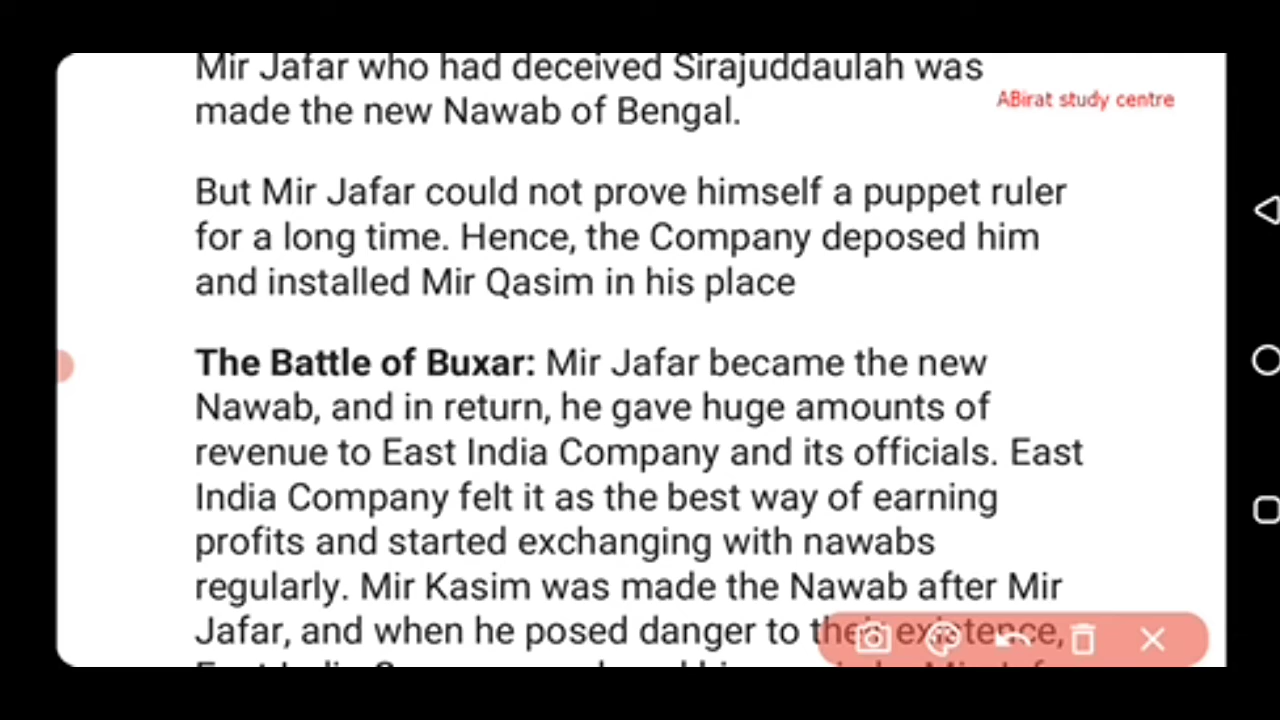 Mir Jafar who had deceived Sirajuddaulah was
ABirat study centre
made the new Nawab of Bengal.
But Mir Jafar could not prove himself a puppet ruler
for a long time. Hence, the Company deposed him
and installed Mir Qasim in his place
The Battle of Buxar: Mir Jafar became the new
Nawab, and in return, he gave huge amounts of
revenue to East India Company and its officials. East
India Company felt it as the best way of earning
profits and started exchanging with nawabs
regularly. Mir Kasim was made the Nawab after Mir
Jafar, and when he posed danger to their existence,